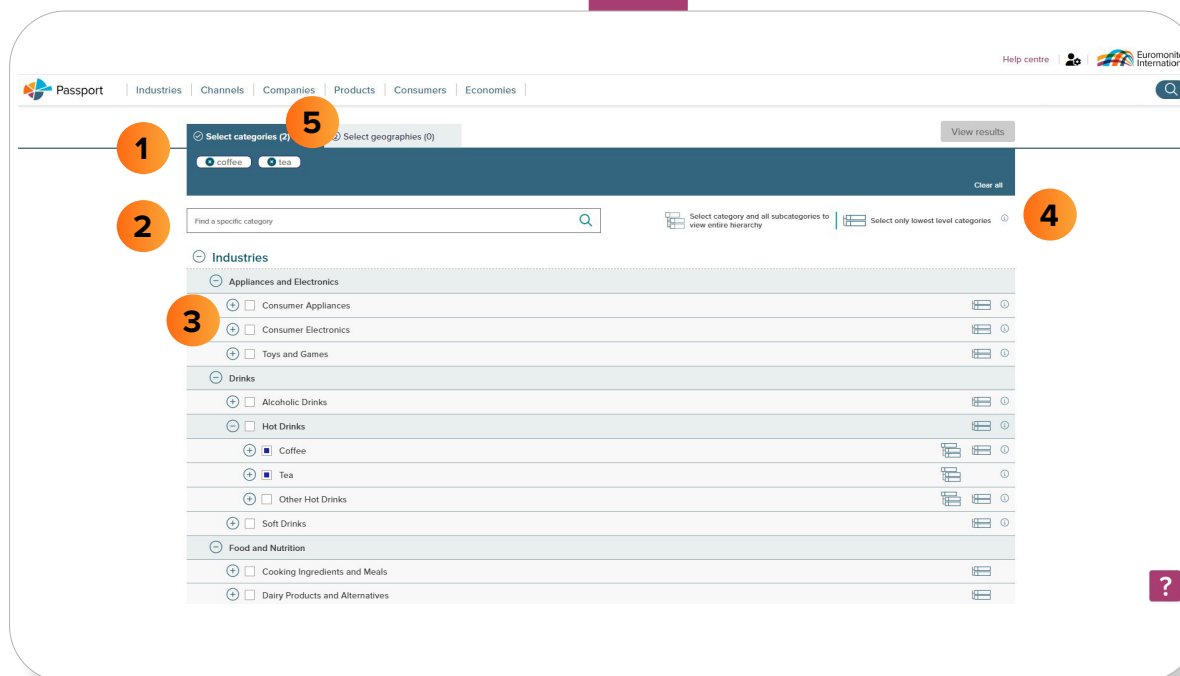 Help centre
Euromonit
Internation
Passport Industries Channels Companies Products Consumers Economies
5
1
Select categories (2) Select geographies (0) View results
coffee tea
Clear all
2
Find a specific category
Select category and all subcategories to
view entire hierarchy
Select only lowest level categories
4
Industries
Appliances and Electronics
3
Consumer Appliances
Consumer Electronics
Toys and Games
Drinks
Alcoholic Drinks
Hot Drinks
Coffee
Tea
Other Hot Drinks
Soft Drinks
Food and Nutrition
Cooking Ingredients and Meals
Dairy Products and Alternatives
?